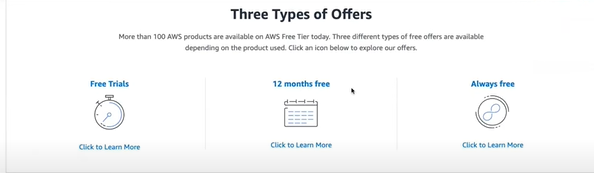 Three Types of Offers
More than 100 AWS products are available on AWS Free Tier today. Three different types of free offers are available
depending on the product used. Click an icon below to explore our offers.
Free Trials
12 months free
Always free
Click to Learn More
Click to Learn More
Click to Learn More